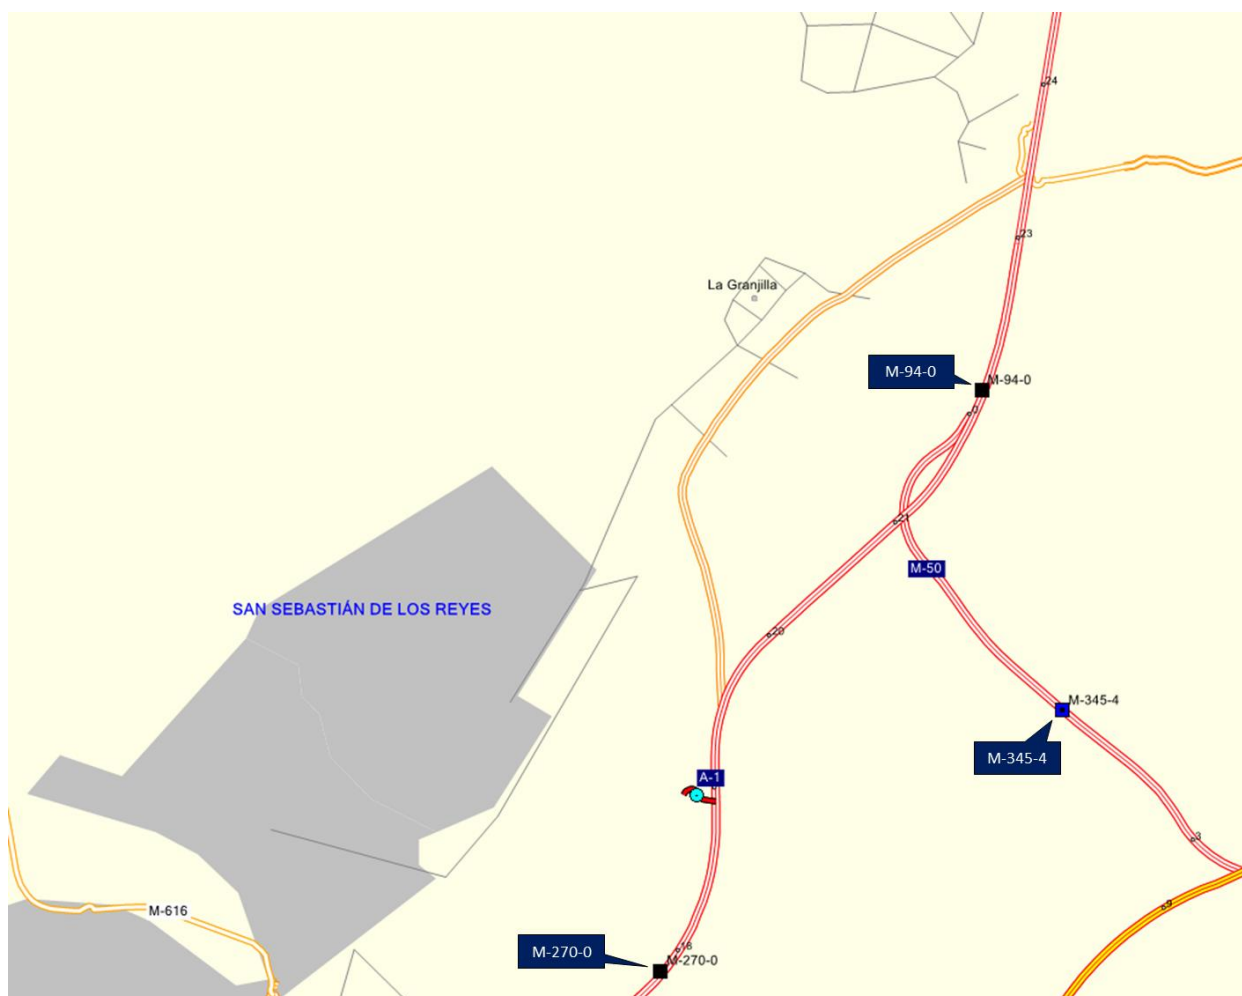 24
23
La Granjilla
M-94-0
M-94-0
0
21
M-50
SAN SEBASTIÁN DE LOS REYES
20
M-345-4
M-345-4
A-1
3
M-616
9
18
M-270-0
M-270-0